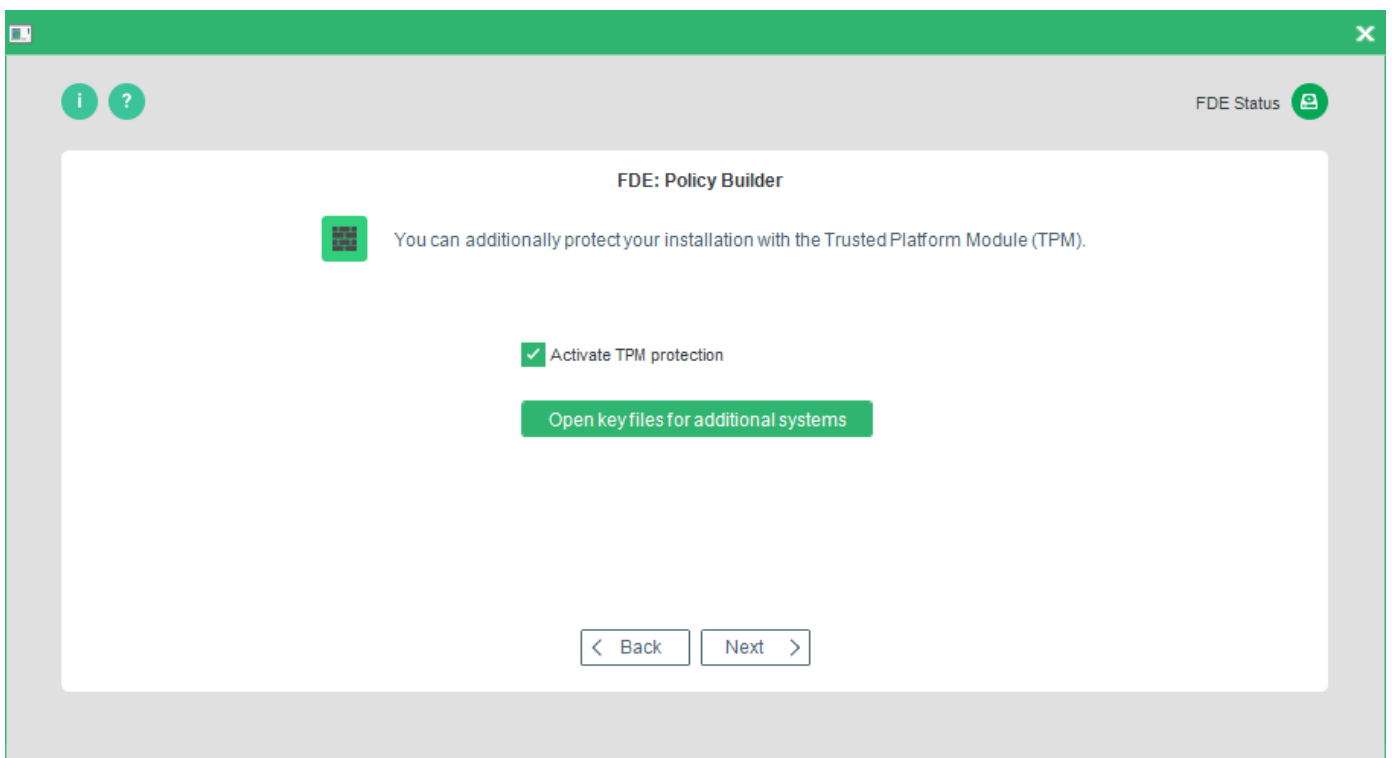 i ? FDE Status
FDE: Policy Builder
You can additionally protect your installation with the Trusted Platform Module (TPM).
Activate TPM protection
Open key files for additional systems
Back Next